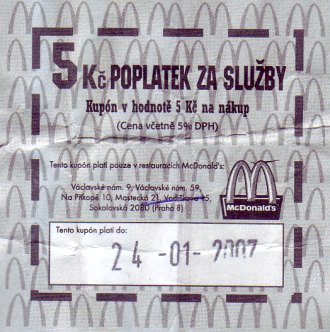 5 Kč POPLATEK ZA SLUŽBY
Kupón v hodnotě 5 Kč na nákup
(Cena včetně 5% DPH)
Tento kupón platí pouze v restauracích McDonald's:
Václavské nám. 9, Václavské nám. 59,
Na Příkopě 10, Mostecká 21, Vodičkova 15,
Sokolovská 2080 (Praha 8)
McDonald's
Tento kupón platí do:
24 -01- 2007